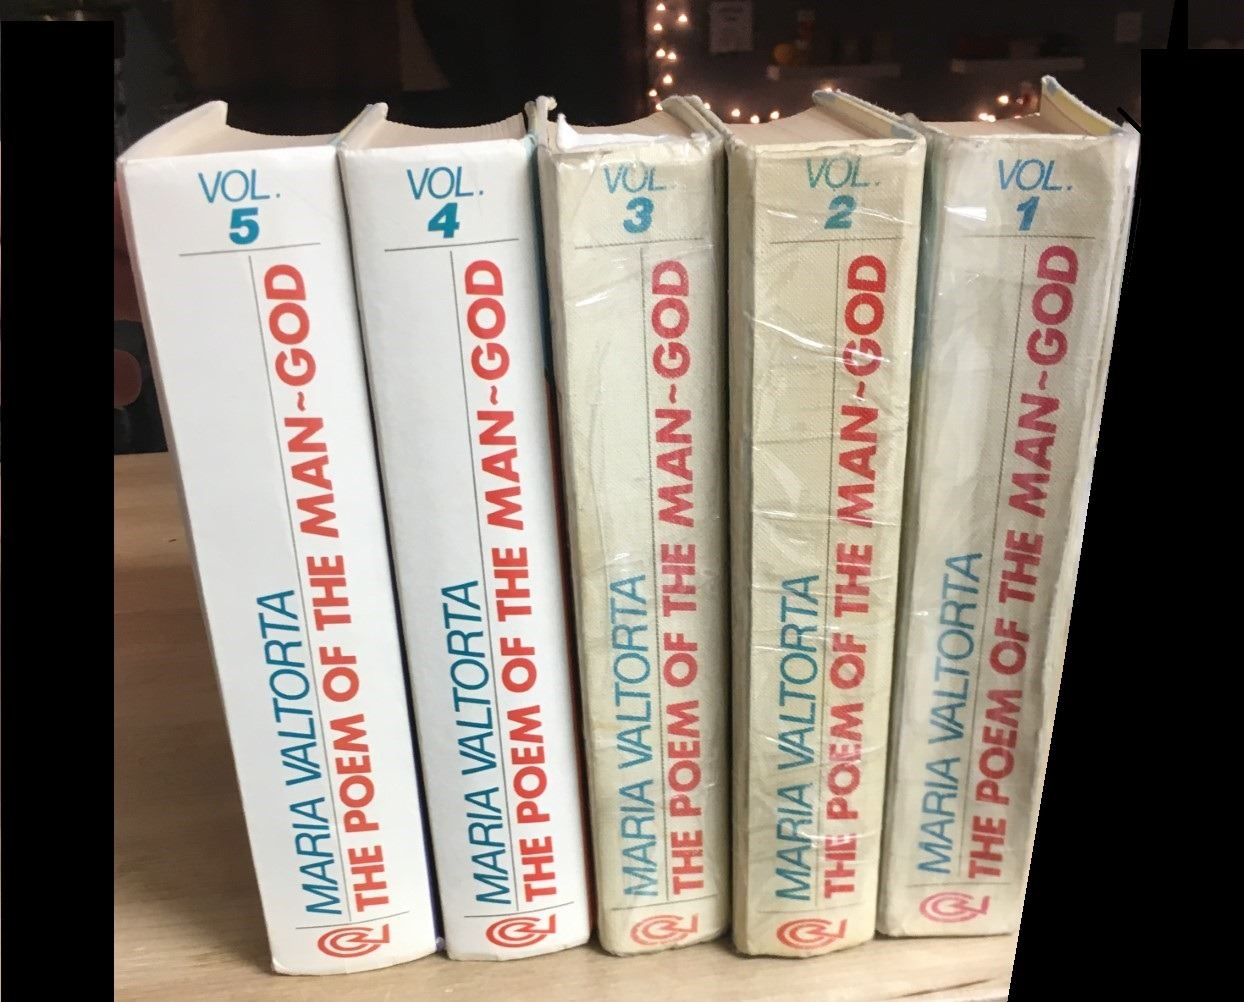 VOL.
5
MARIA VALTORTA
THE POEM OF THE MAN~GOD
VOL.
4
MARIA VALTORTA
THE POEM OF THE MAN~GOD
VOL.
3
MARIA VALTORTA
THE POEM OF THE MAN~GOD
VOL.
2
MARIA VALTORTA
THE POEM OF THE MAN~GOD
VOL.
1
MARIA VALTORTA
THE POEM OF THE MAN~GOD